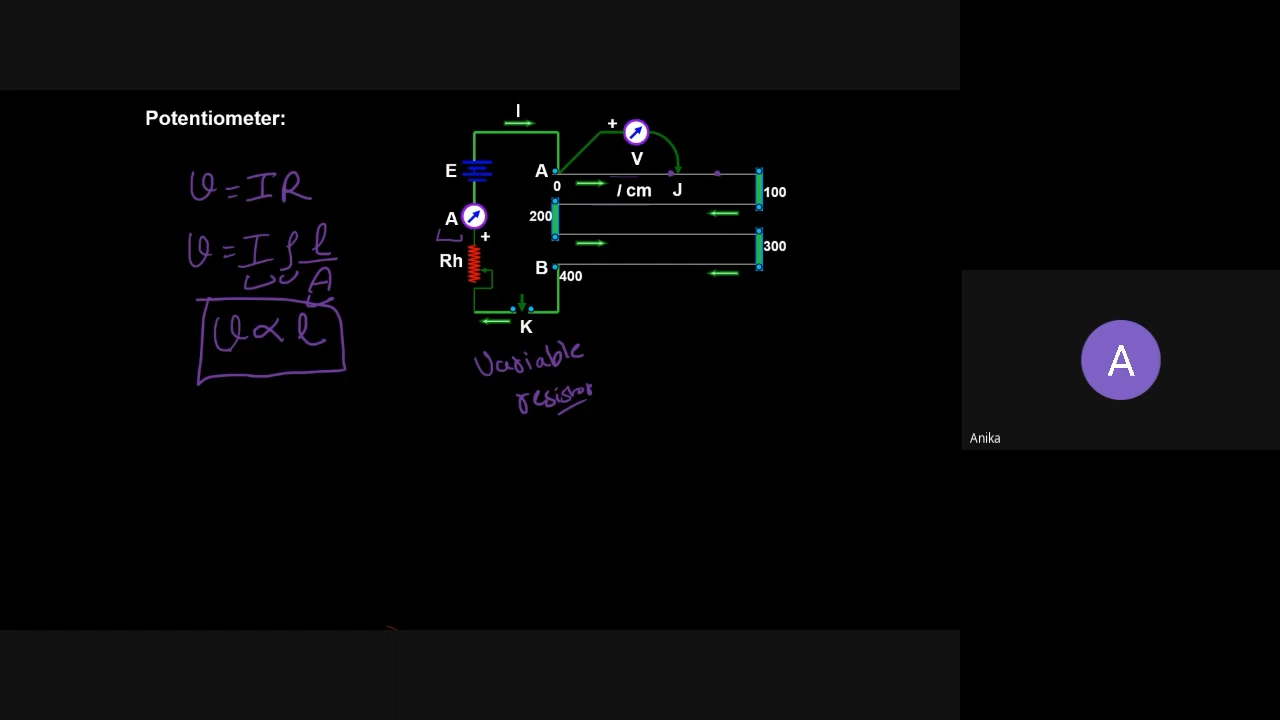 Potentiometer:
V = IR
V = Iρ l/A
V ∝ l
I
+
V
E
A
0
l cm
J
100
A
+
200
Rh
300
B
400
K
Variable
resistor
A
Anika